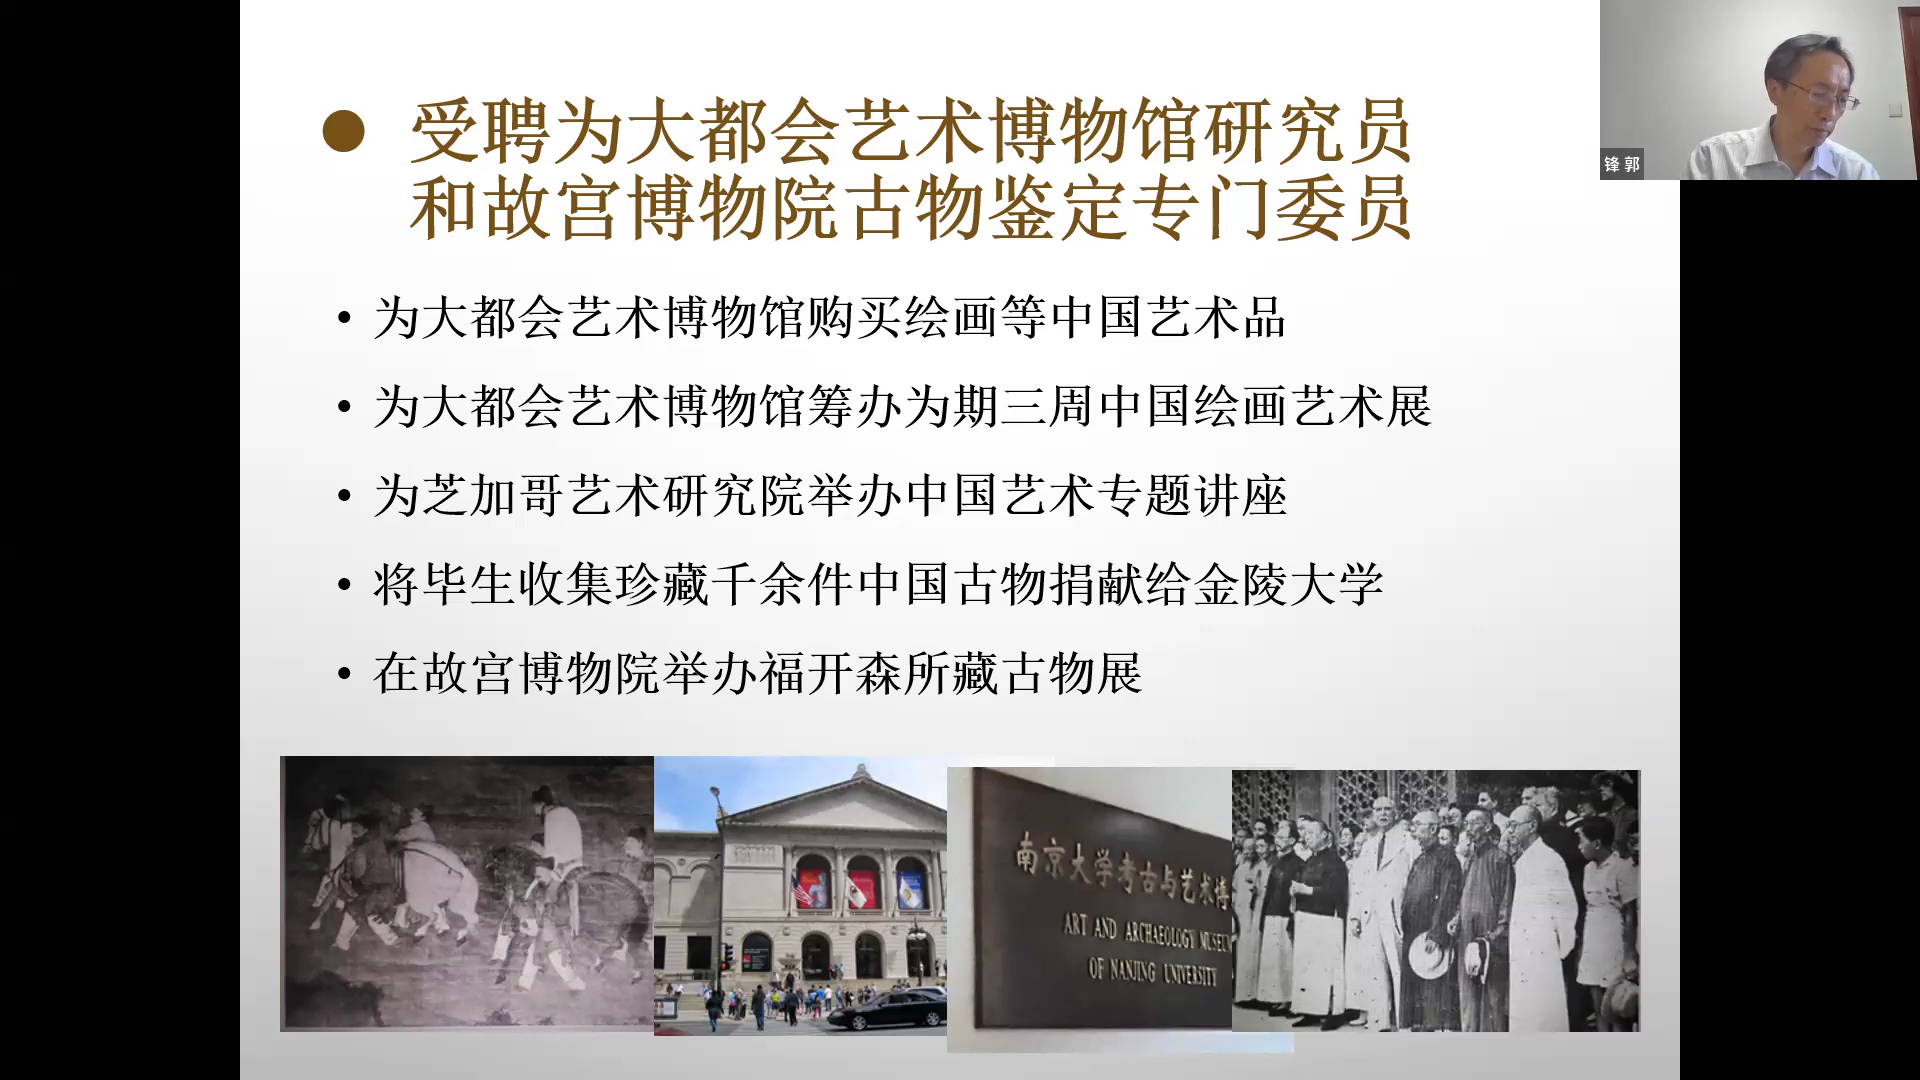 受聘为大都会艺术博物馆研究员
和故宫博物院古物鉴定专门委员
• 为大都会艺术博物馆购买绘画等中国艺术品
• 为大都会艺术博物馆筹办为期三周中国绘画艺术展
• 为芝加哥艺术研究院举办中国艺术专题讲座
• 将毕生收集珍藏千余件中国古物捐献给金陵大学
• 在故宫博物院举办福开森所藏古物展
锋 郭
南京大学考古与艺术博
ART AND ARCHAEOLOGY MUSEUM
OF NANJING UNIVERSITY